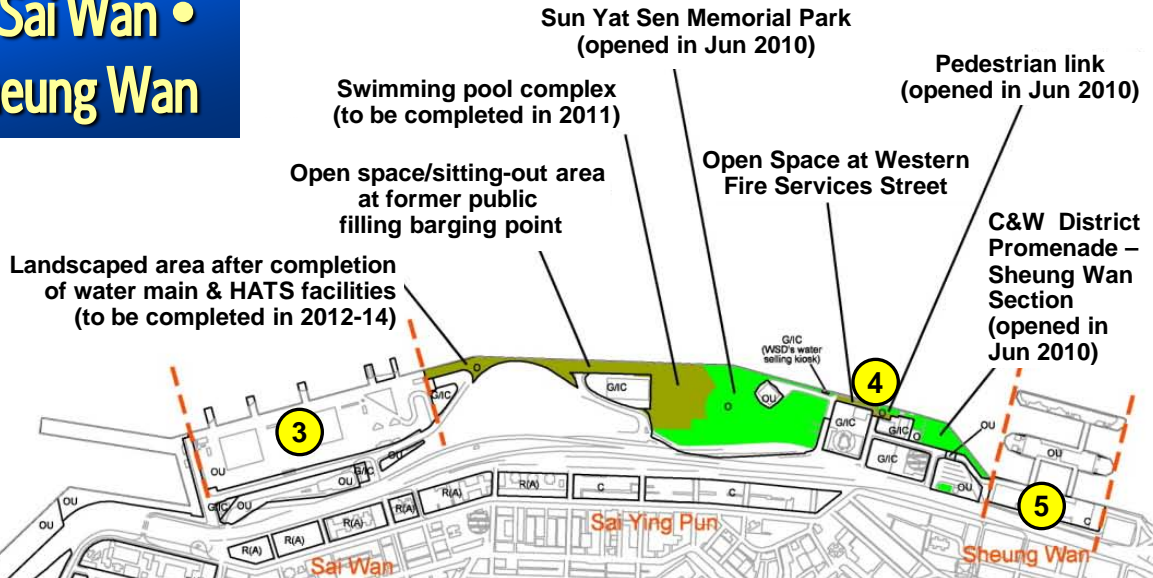 Sai Wan •
eung Wan
Sun Yat Sen Memorial Park
(opened in Jun 2010)
Pedestrian link
(opened in Jun 2010)
Swimming pool complex
(to be completed in 2011)
Open Space at Western
Fire Services Street
Open space/sitting-out area
at former public
filling barging point
C&W District
Promenade –
Sheung Wan
Section
(opened in
Jun 2010)
Landscaped area after completion
of water main & HATS facilities
(to be completed in 2012-14)
G/IC
(WSD's water
selling kiosk)
4
O
G/IC
G/IC
OU
O
O
G/IC
O
OU
3
G/IC
G/IC
OU
OU
OU
G/IC
OU
OU
5
C
G/IC
OU
OU
OU
R(A)
R(A)
C
C
R(A)
R(A)
R(A)
R(A)
Sai Ying Pun
Sai Wan
Sheung Wan